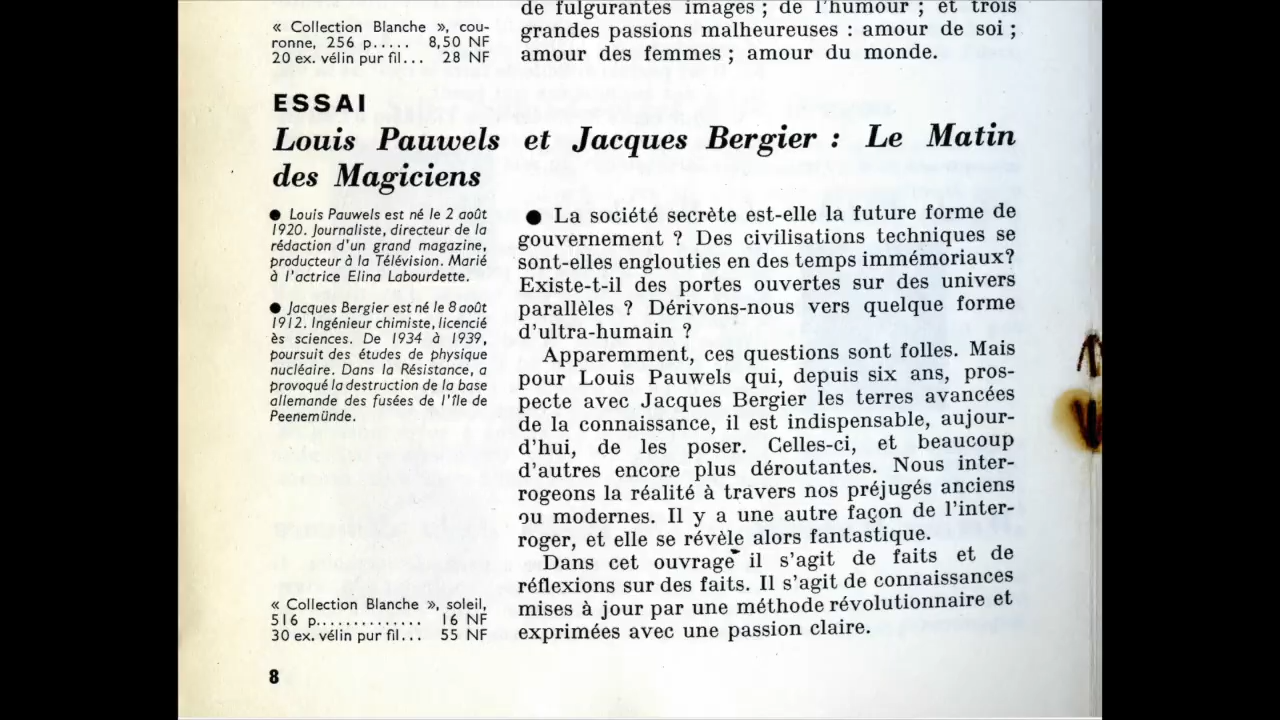 « Collection Blanche », cou-
ronne, 256 p..... 8,50 NF
20 ex. vélin pur fil... 28 NF
de fulgurantes images ; de l'humour ; et trois
grandes passions malheureuses : amour de soi ;
amour des femmes ; amour du monde.
ESSAI
Louis Pauwels et Jacques Bergier : Le Matin
des Magiciens
● Louis Pauwels est né le 2 août
1920. Journaliste, directeur de la
rédaction d'un grand magazine,
producteur à la Télévision. Marié
à l'actrice Elina Labourdette.
● Jacques Bergier est né le 8 août
1912. Ingénieur chimiste, licencié
ès sciences. De 1934 à 1939,
poursuit des études de physique
nucléaire. Dans la Résistance, a
provoqué la destruction de la base
allemande des fusées de l'île de
Peenemünde.
« Collection Blanche », soleil,
516 p.............. 16 NF
30 ex. vélin pur fil... 55 NF
● La société secrète est-elle la future forme de
gouvernement ? Des civilisations techniques se
sont-elles englouties en des temps immémoriaux?
Existe-t-il des portes ouvertes sur des univers
parallèles ? Dérivons-nous vers quelque forme
d'ultra-humain ?
Apparemment, ces questions sont folles. Mais
pour Louis Pauwels qui, depuis six ans, pros-
pecte avec Jacques Bergier les terres avancées
de la connaissance, il est indispensable, aujour-
d'hui, de les poser. Celles-ci, et beaucoup
d'autres encore plus déroutantes. Nous inter-
rogeons la réalité à travers nos préjugés anciens
ou modernes. Il y a une autre façon de l'inter-
roger, et elle se révèle alors fantastique.
Dans cet ouvrage il s'agit de faits et de
réflexions sur des faits. Il s'agit de connaissances
mises à jour par une méthode révolutionnaire et
exprimées avec une passion claire.
8